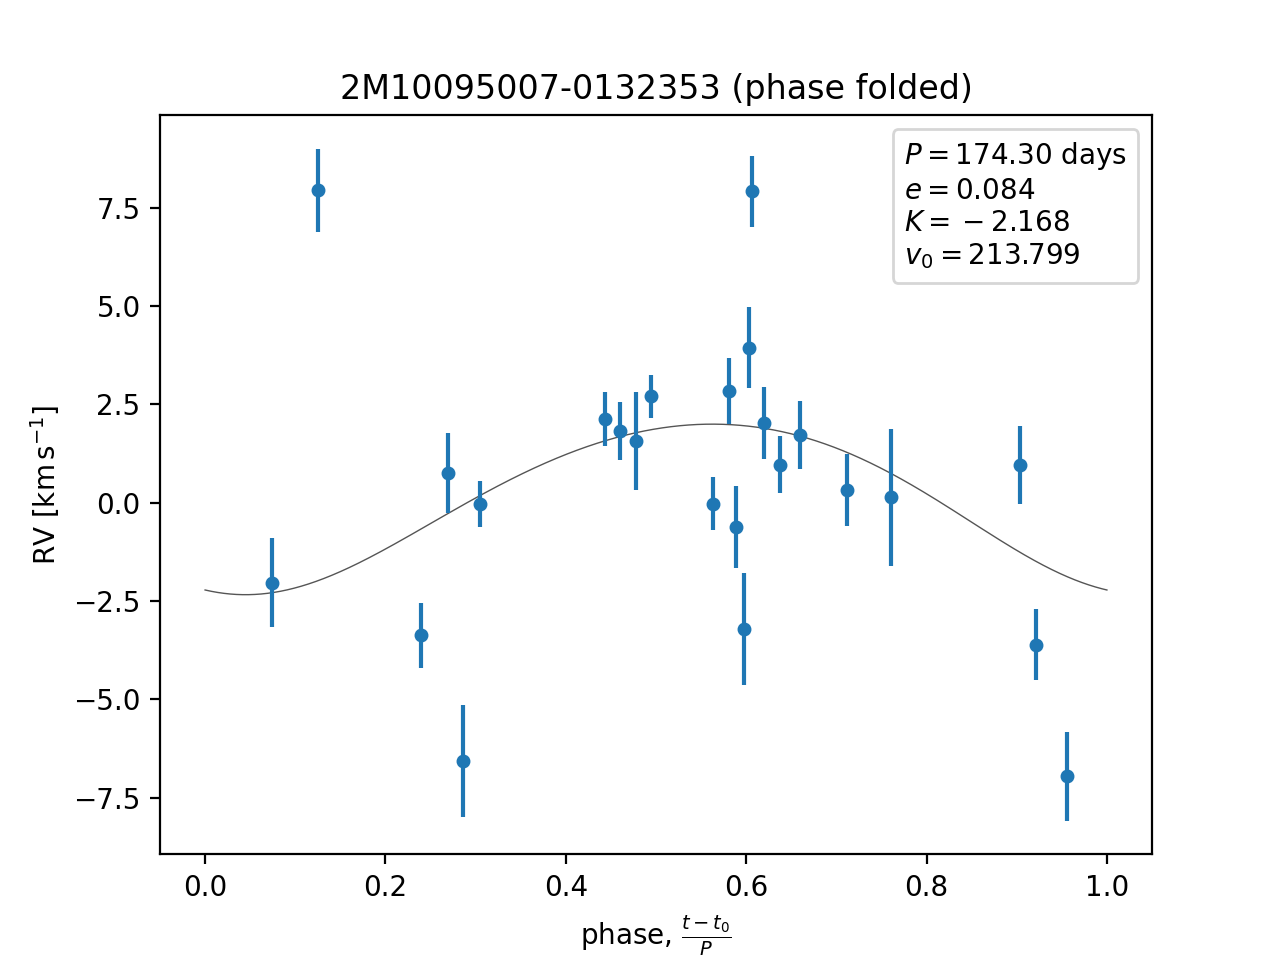 2M10095007-0132353 (phase folded)
P = 174.30 days
e = 0.084
K = −2.168
v₀ = 213.799
RV [km s⁻¹]
7.5
5.0
2.5
0.0
−2.5
−5.0
−7.5
0.0 0.2 0.4 0.6 0.8 1.0
phase, (t − t₀)/P